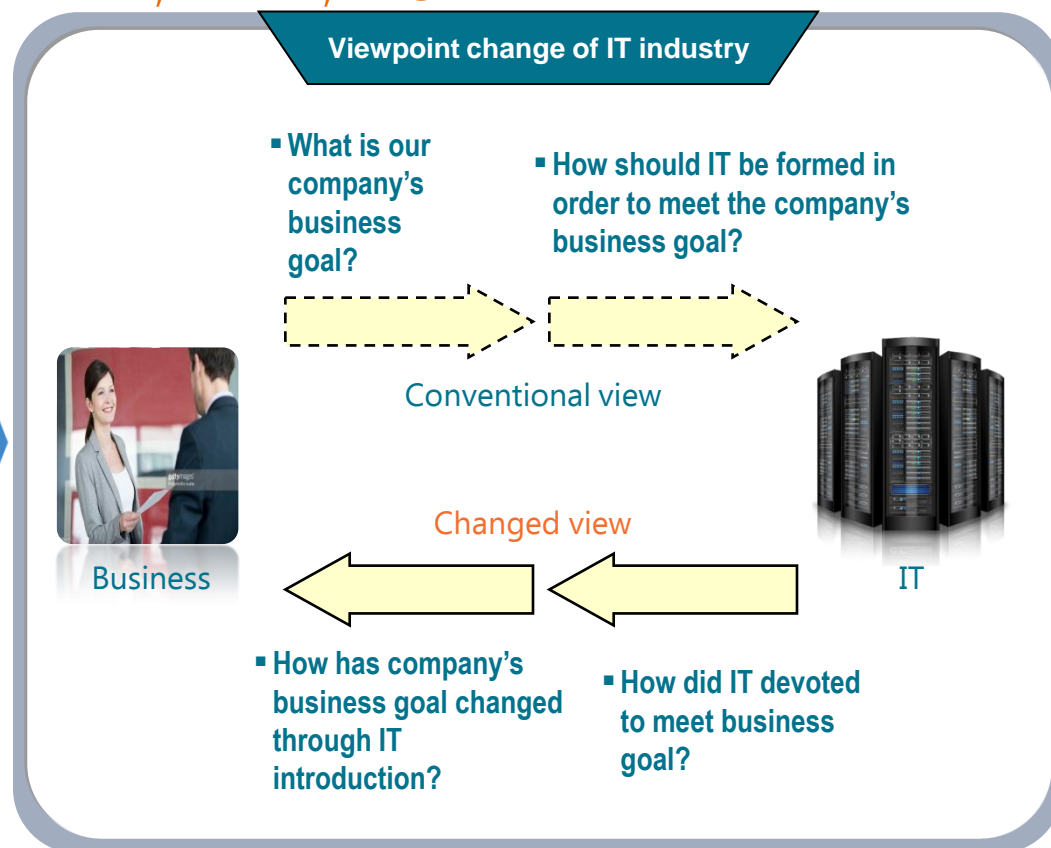 Viewpoint change of IT industry
▪ What is our
company's
business
goal?
▪ How should IT be formed in
order to meet the company's
business goal?
Conventional view
Changed view
Business
IT
▪ How has company's
business goal changed
through IT
introduction?
▪ How did IT devoted
to meet business
goal?